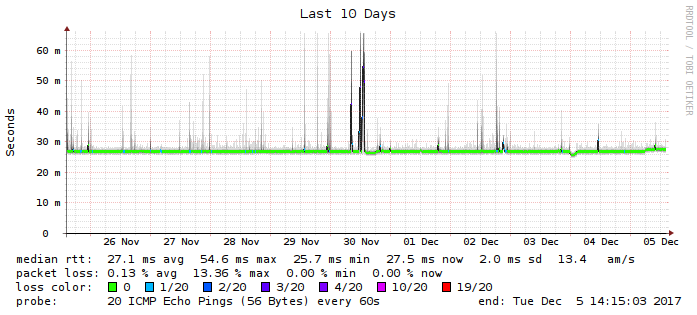 Last 10 Days
RRDTOOL / TOBI OETIKER
Seconds
60 m
50 m
40 m
30 m
20 m
10 m
0
26 Nov 27 Nov 28 Nov 29 Nov 30 Nov 01 Dec 02 Dec 03 Dec 04 Dec 05 Dec
median rtt: 27.1 ms avg 54.6 ms max 25.7 ms min 27.5 ms now 2.0 ms sd 13.4 am/s
packet loss: 0.13 % avg 13.36 % max 0.00 % min 0.00 % now
loss color: 0 1/20 2/20 3/20 4/20 10/20 19/20
probe: 20 ICMP Echo Pings (56 Bytes) every 60s end: Tue Dec 5 14:15:03 2017